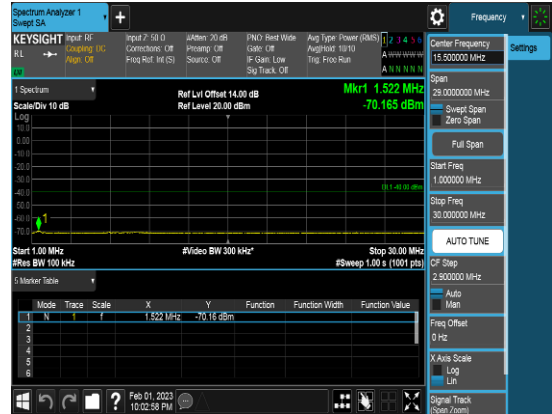 Spectrum Analyzer 1
Swept SA
Frequency
KEYSIGHT
RL
LM
Input: RF
Coupling: DC
Align: Off
Input Z: 50 Ω
Corrections: Off
Freq Ref: Int (S)
#Atten: 20 dB
Preamp: Off
Source: Off
PNO: Best Wide
Gate: Off
IF Gain: Low
Sig Track: Off
Avg Type: Power (RMS)
Avg|Hold: 10/10
Trig: Free Run
1 2 3 4 5 6
A W W W W W
A N N N N N
1 Spectrum
Scale/Div 10 dB
Ref Lvl Offset 14.00 dB
Ref Level 20.00 dBm
Mkr1 1.522 MHz
-70.165 dBm
Log
10.0
0.00
-10.0
-20.0
-30.0
-40.0
-50.0
-60.0
-70.0
DL1 -40.00 dBm
1
Start 1.00 MHz
#Res BW 100 kHz
#Video BW 300 kHz*
Stop 30.00 MHz
#Sweep 1.00 s (1001 pts)
5 Marker Table
Mode Trace Scale X Y Function Function Width Function Value
1 N 1 f 1.522 MHz -70.16 dBm
2
3
4
5
6
Feb 01, 2023
10:02:58 PM
Center Frequency
15.500000 MHz
Settings
Span
29.0000000 MHz
Swept Span
Zero Span
Full Span
Start Freq
1.000000 MHz
Stop Freq
30.000000 MHz
AUTO TUNE
CF Step
2.900000 MHz
Auto
Man
Freq Offset
0 Hz
X Axis Scale
Log
Lin
Signal Track
(Span Zoom)